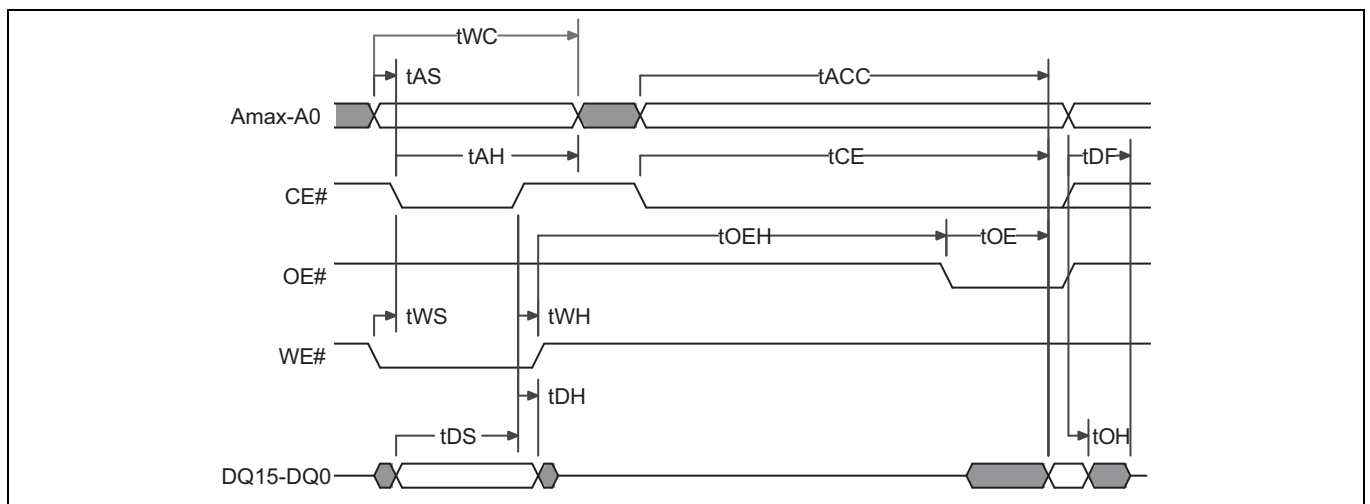 tWC
tAS
tACC
Amax-A0
tAH
tCE
tDF
CE#
tOEH
tOE
OE#
tWS
tWH
WE#
tDH
tDS
tOH
DQ15-DQ0